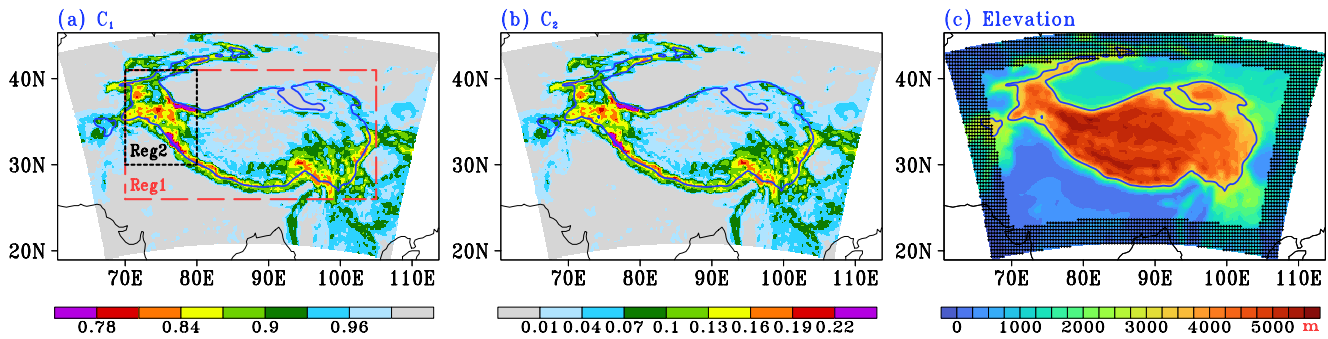 (a) C₁
(b) C₂
(c) Elevation
40N
30N
20N
Reg2
Reg1
70E 80E 90E 100E 110E
40N
30N
20N
70E 80E 90E 100E 110E
40N
30N
20N
70E 80E 90E 100E 110E
0.78 0.84 0.9 0.96
0.01 0.04 0.07 0.1 0.13 0.16 0.19 0.22
0 1000 2000 3000 4000 5000 m